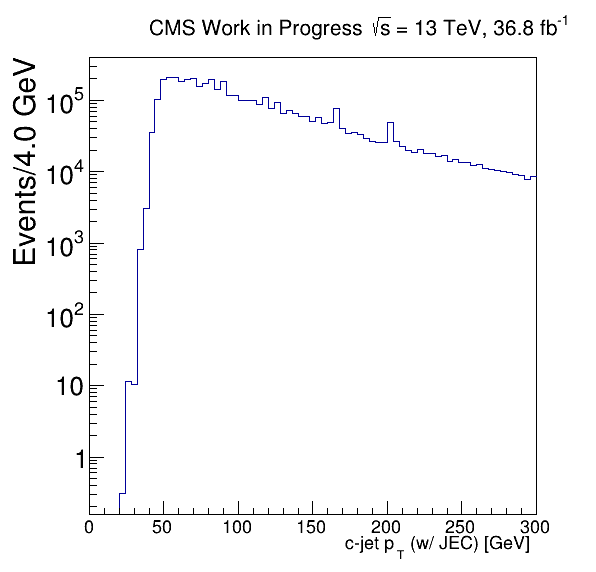 CMS Work in Progress √s = 13 TeV, 36.8 fb⁻¹
Events/4.0 GeV
10⁵
10⁴
10³
10²
10
1
0 50 100 150 200 250 300
c-jet p_T (w/ JEC) [GeV]